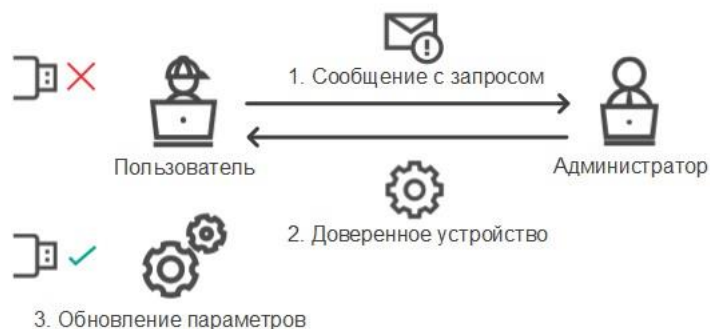 1. Сообщение с запросом
Пользователь
Администратор
2. Доверенное устройство
3. Обновление параметров